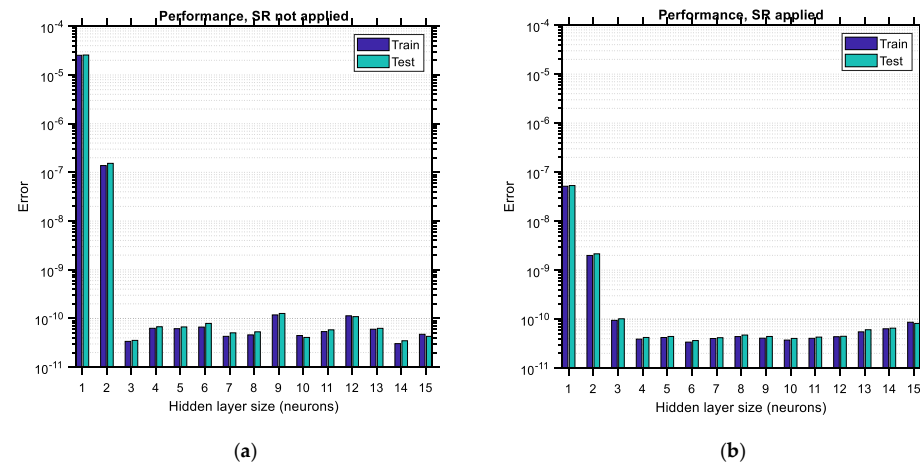 Performance, SR not applied
10^-4
10^-5
10^-6
10^-7
10^-8
10^-9
10^-10
10^-11
Error
Train
Test
1 2 3 4 5 6 7 8 9 10 11 12 13 14 15
Hidden layer size (neurons)
(a)
Performance, SR applied
10^-4
10^-5
10^-6
10^-7
10^-8
10^-9
10^-10
10^-11
Error
Train
Test
1 2 3 4 5 6 7 8 9 10 11 12 13 14 15
Hidden layer size (neurons)
(b)